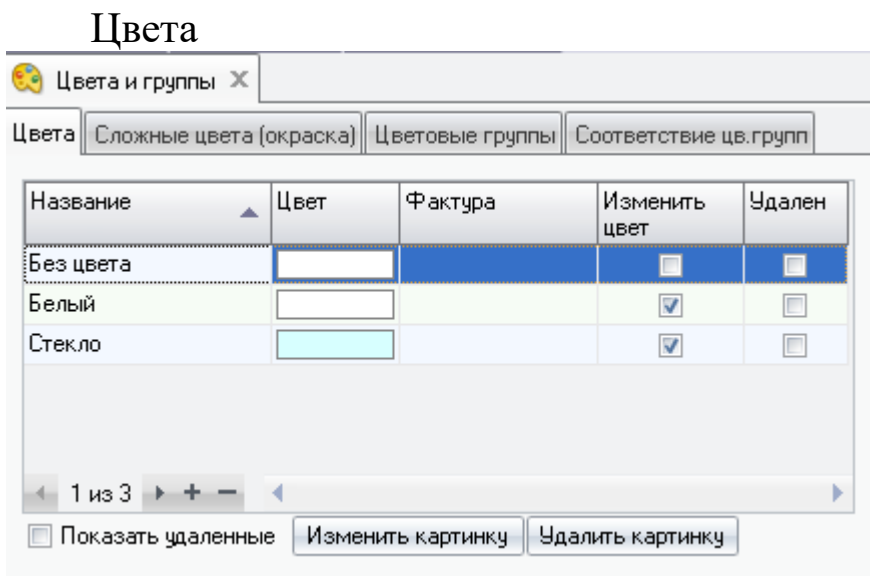 Цвета
Цвета и группы
Цвета Сложные цвета (окраска) Цветовые группы Соответствие цв.групп
Название Цвет Фактура Изменить цвет Удален
Без цвета
Белый
Стекло
1 из 3
Показать удаленные Изменить картинку Удалить картинку